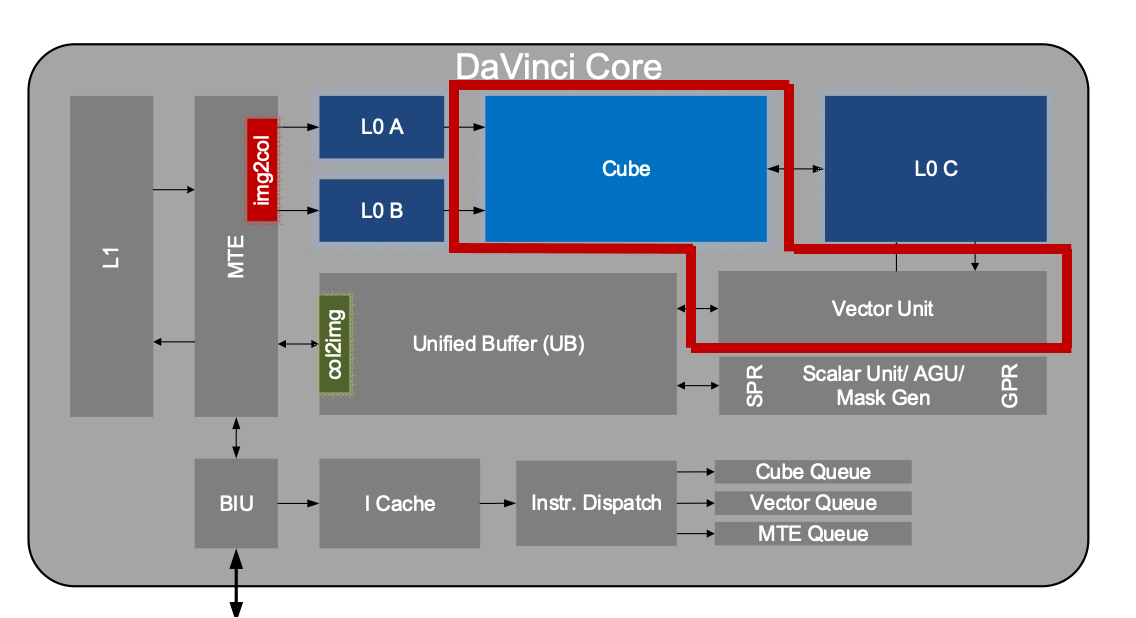 DaVinci Core
L1
MTE
img2col
L0 A
L0 B
Cube
L0 C
col2img
Unified Buffer (UB)
Vector Unit
SPR
Scalar Unit/ AGU/
Mask Gen
GPR
BIU
I Cache
Instr. Dispatch
Cube Queue
Vector Queue
MTE Queue